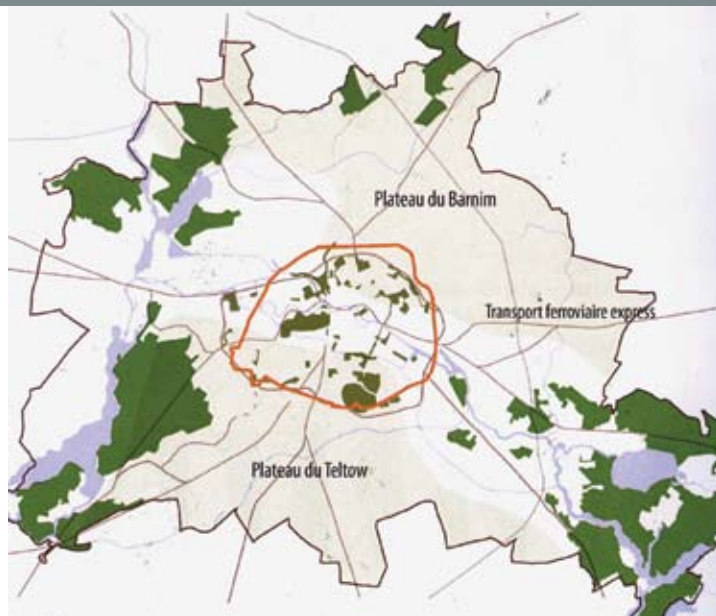 Plateau du Barnim
Transport ferroviaire express
Plateau du Teltow